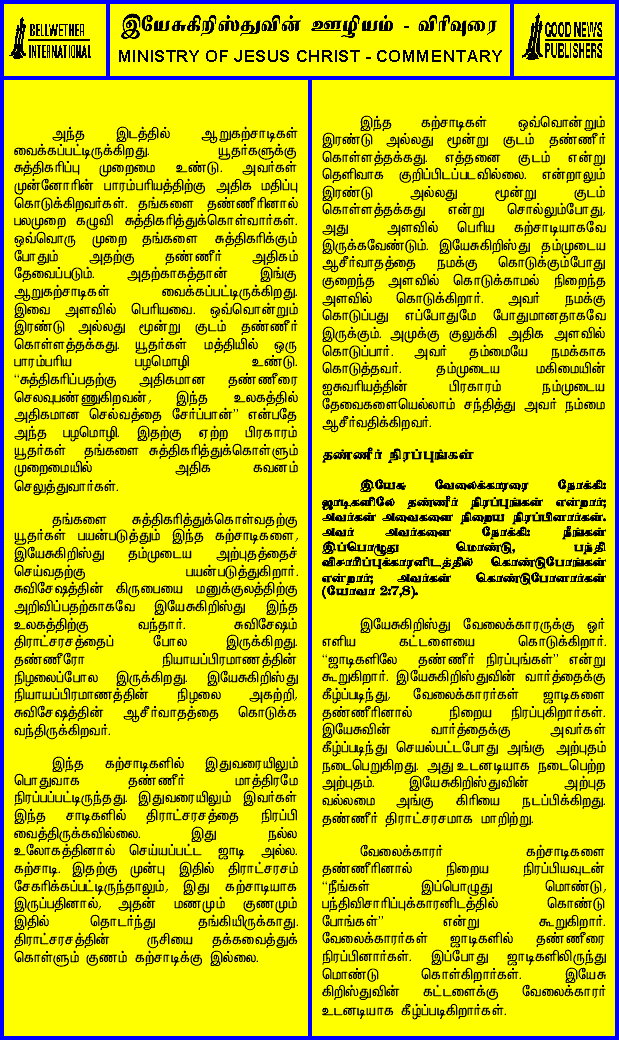 BELLWETHER
INTERNATIONAL
இயேசுகிறிஸ்துவின் ஊழியம் - விரிவுரை
MINISTRY OF JESUS CHRIST - COMMENTARY
GOOD NEWS
PUBLISHERS
அந்த இடத்தில் ஆறுகற்சாடிகள்
வைக்கப்பட்டிருக்கிறது. யூதர்களுக்கு
சுத்திகரிப்பு முறைமை உண்டு. அவர்கள்
முன்னோரின் பாரம்பரியத்திற்கு அதிக மதிப்பு
கொடுக்கிறவர்கள். தங்களை தண்ணீரினால்
பலமுறை கழுவி சுத்திகரித்துக்கொள்வார்கள்.
ஒவ்வொரு முறை தங்களை சுத்திகரிக்கும்
போதும் அதற்கு தண்ணீர் அதிகம்
தேவைப்படும். அதற்காகத்தான் இங்கு
ஆறுகற்சாடிகள் வைக்கப்பட்டிருக்கிறது.
இவை அளவில் பெரியவை. ஒவ்வொன்றும்
இரண்டு அல்லது மூன்று குடம் தண்ணீர்
கொள்ளத்தக்கது. யூதர்கள் மத்தியில் ஒரு
பாரம்பரிய பழமொழி உண்டு.
“சுத்திகரிப்பதற்கு அதிகமான தண்ணீரை
செலவுபண்ணுகிறவன், இந்த உலகத்தில்
அதிகமான செல்வத்தை சேர்ப்பான்” என்பதே
அந்த பழமொழி. இதற்கு ஏற்ற பிரகாரம்
யூதர்கள் தங்களை சுத்திகரித்துக்கொள்ளும்
முறைமையில் அதிக கவனம்
செலுத்துவார்கள்.
தங்களை சுத்திகரித்துக்கொள்வதற்கு
யூதர்கள் பயன்படுத்தும் இந்த கற்சாடிகளை,
இயேசுகிறிஸ்து தம்முடைய அற்புதத்தைச்
செய்வதற்கு பயன்படுத்துகிறார்.
சுவிசேஷத்தின் கிருபையை மனுக்குலத்திற்கு
அறிவிப்பதற்காகவே இயேசுகிறிஸ்து இந்த
உலகத்திற்கு வந்தார். சுவிசேஷம்
திராட்சரசத்தைப் போல இருக்கிறது.
தண்ணீரோ நியாயப்பிரமாணத்தின்
நிழலைப்போல இருக்கிறது. இயேசுகிறிஸ்து
நியாயப்பிரமாணத்தின் நிழலை அகற்றி,
சுவிசேஷத்தின் ஆசீர்வாதத்தை கொடுக்க
வந்திருக்கிறவர்.
இந்த கற்சாடிகளில் இதுவரையிலும்
பொதுவாக தண்ணீர் மாத்திரமே
நிரப்பப்பட்டிருந்தது. இதுவரையிலும் இவர்கள்
இந்த சாடிகளில் திராட்சரசத்தை நிரப்பி
வைத்திருக்கவில்லை. இது நல்ல
உலோகத்தினால் செய்யப்பட்ட ஜாடி அல்ல.
கற்சாடி. இதற்கு முன்பு இதில் திராட்சரசம்
சேகரிக்கப்பட்டிருந்தாலும், இது கற்சாடியாக
இருப்பதினால், அதன் மணமும் குணமும்
இதில் தொடர்ந்து தங்கியிருக்காது.
திராட்சரசத்தின் ருசியை தக்கவைத்துக்
கொள்ளும் குணம் கற்சாடிக்கு இல்லை.
இந்த கற்சாடிகள் ஒவ்வொன்றும்
இரண்டு அல்லது மூன்று குடம் தண்ணீர்
கொள்ளத்தக்கது. எத்தனை குடம் என்று
தெளிவாக குறிப்பிடப்படவில்லை. என்றாலும்
இரண்டு அல்லது மூன்று குடம்
கொள்ளத்தக்கது என்று சொல்லும்போது,
அது அளவில் பெரிய கற்சாடியாகவே
இருக்கவேண்டும். இயேசுகிறிஸ்து தம்முடைய
ஆசீர்வாதத்தை நமக்கு கொடுக்கும்போது
குறைந்த அளவில் கொடுக்காமல் நிறைந்த
அளவில் கொடுக்கிறார். அவர் நமக்கு
கொடுப்பது எப்போதுமே போதுமானதாகவே
இருக்கும். அமுக்கு குலுக்கி அதிக அளவில்
கொடுப்பார். அவர் தம்மையே நமக்காக
கொடுத்தவர். தம்முடைய மகிமையின்
ஐசுவரியத்தின் பிரகாரம் நம்முடைய
தேவைகளையெல்லாம் சந்தித்து அவர் நம்மை
ஆசீர்வதிக்கிறவர்.
தண்ணீர் நிரப்புங்கள்
இயேசு வேலைக்காரரை நோக்கி:
ஜாடிகளிலே தண்ணீர் நிரப்புங்கள் என்றார்;
அவர்கள் அவைகளை நிறைய நிரப்பினார்கள்.
அவர் அவர்களை நோக்கி: நீங்கள்
இப்பொழுது மொண்டு, பந்தி
விசாரிப்புக்காரனிடத்தில் கொண்டுபோங்கள்
என்றார்; அவர்கள் கொண்டுபோனார்கள்
(யோவா 2:7,8).
இயேசுகிறிஸ்து வேலைக்காரருக்கு ஓர்
எளிய கட்டளையை கொடுக்கிறார்.
“ஜாடிகளிலே தண்ணீர் நிரப்புங்கள்” என்று
கூறுகிறார். இயேசுகிறிஸ்துவின் வார்த்தைக்கு
கீழ்ப்படிந்து, வேலைக்காரர்கள் ஜாடிகளை
தண்ணீரினால் நிறைய நிரப்புகிறார்கள்.
இயேசுவின் வார்த்தைக்கு அவர்கள்
கீழ்ப்படிந்து செயல்பட்டபோது அங்கு அற்புதம்
நடைபெறுகிறது. அது உடனடியாக நடைபெற்ற
அற்புதம். இயேசுகிறிஸ்துவின் அற்புத
வல்லமை அங்கு கிரியை நடப்பிக்கிறது.
தண்ணீர் திராட்சரசமாக மாறிற்று.
வேலைக்காரர் கற்சாடிகளை
தண்ணீரினால் நிறைய நிரப்பியவுடன்
“நீங்கள் இப்பொழுது மொண்டு,
பந்திவிசாரிப்புக்காரனிடத்தில் கொண்டு
போங்கள்” என்று கூறுகிறார்.
வேலைக்காரர்கள் ஜாடிகளில் தண்ணீரை
நிரப்பினார்கள். இப்போது ஜாடிகளிலிருந்து
மொண்டு கொள்கிறார்கள். இயேசு
கிறிஸ்துவின் கட்டளைக்கு வேலைக்காரர்
உடனடியாக கீழ்ப்படிகிறார்கள்.